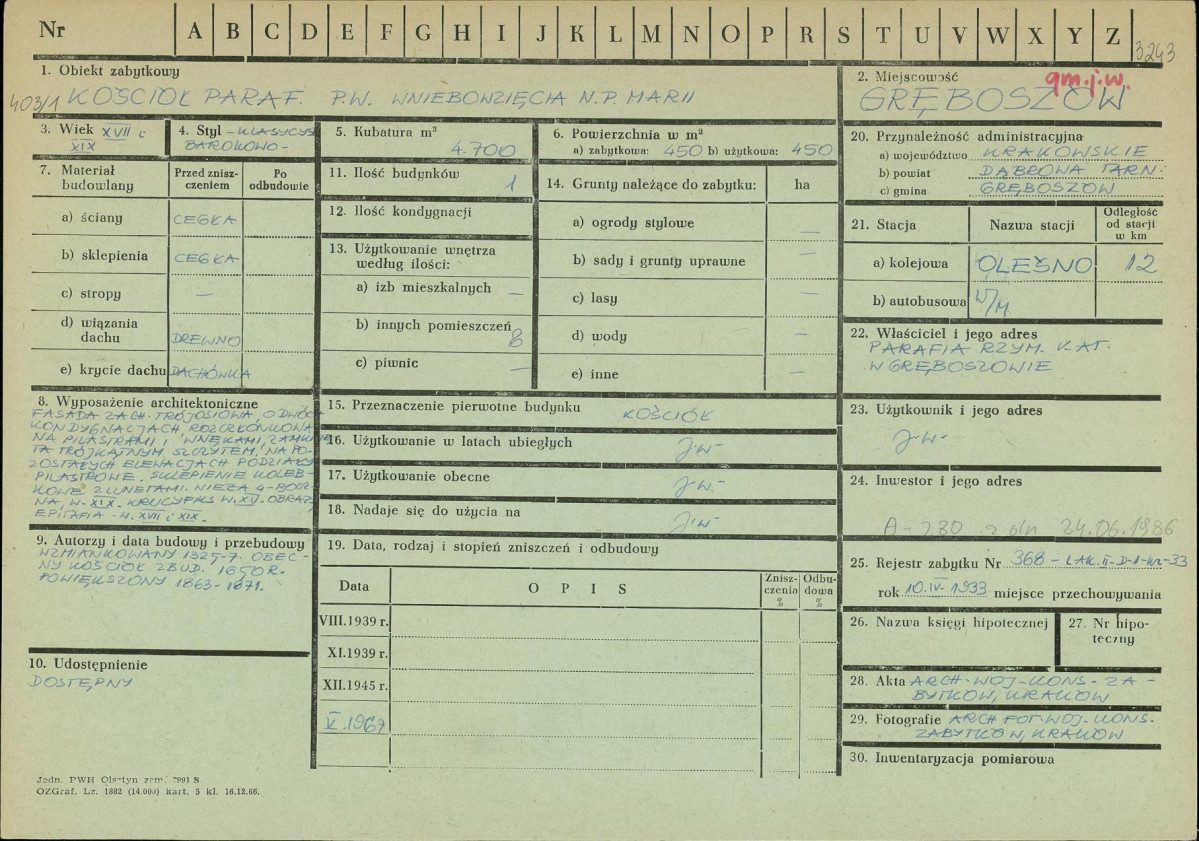 Nr A B C D E F G H I J K L M N O P R S T U V W X Y Z
3243
1. Obiekt zabytkowy
403/1 KOŚCIÓŁ PARAF. P.W. WNIEBOWZIĘCIA N.P. MARII
2. Miejscowość gm. j.w.
GRĘBOSZÓW
3. Wiek XVII i
XIX
4. Styl - KLASYCYS
BAROKOWO -
5. Kubatura m³
4.700
6. Powierzchnia w m²
a) zabytkowa: 450 b) użytkowa: 450
7. Materiał
budowlany
Przed znisz-
czeniem
Po
odbudowie
a) ściany CEGŁA
b) sklepienia CEGŁA
c) stropy —
d) wiązania
dachu DREWNO
e) krycie dachu DACHÓWKA
8. Wyposażenie architektoniczne
FASADA ZACH. TRÓJOSIOWA, O DWÓCH
KONDYGNACJACH ROZCZŁONKOWA
NA PILASTRAMI I WNĘKAMI, ZAMKNIĘ
TA TRÓJKĄTNYM SZCZYTEM, NA PO-
ZOSTAŁYCH ELEWACJACH PODZIAŁY
PILASTROWE. SKLEPIENIE KOLEB-
KOWE Z LUNETAMI. WIEŻA 4-BOCZ-
NA, W. XIX. KRUCYFIKS W. XV. OBRAZY,
EPITAFIA - W. XVII i XIX.
9. Autorzy i data budowy i przebudowy
WZMIANKOWANY 1325-7. OBEC-
NY KOŚCIÓŁ ZBUD. 1650 R.
POWIĘKSZONY 1863-1871.
10. Udostępnienie
DOSTĘPNY
11. Ilość budynków
1
12. Ilość kondygnacji
13. Użytkowanie wnętrza
według ilości:
a) izb mieszkalnych —
b) innych pomieszczeń 8
c) piwnic —
14. Grunty należące do zabytku: ha
a) ogrody stylowe —
b) sady i grunty uprawne —
c) lasy —
d) wody —
e) inne —
15. Przeznaczenie pierwotne budynku KOŚCIÓŁ
16. Użytkowanie w latach ubiegłych j.w.
17. Użytkowanie obecne j.w.
18. Nadaje się do użycia na j.w.
19. Data, rodzaj i stopień zniszczeń i odbudowy
Data O P I S Znisz-
czenia
% Odbu-
dowa
%
VIII.1939 r.
XI.1939 r.
XII.1945 r.
V.1967
20. Przynależność administracyjna
a) województwo KRAKOWSKIE
b) powiat DĄBROWA TARN.
c) gmina GRĘBOSZÓW
21. Stacja Nazwa stacji Odległość
od stacji
w km
a) kolejowa OLEŚNO 12
b) autobusowa W/M
22. Właściciel i jego adres
PARAFIA RZYM. KAT.
W GRĘBOSZOWIE
23. Użytkownik i jego adres
j.w.
24. Inwestor i jego adres
A-280 z dn 24.06.1986
25. Rejestr zabytku Nr 368 - LAK.II-D-1-Kr-33
rok 10.IV.1933 miejsce przechowywania
26. Nazwa księgi hipotecznej
27. Nr hipo-
teczny
28. Akta ARCH. WOJ. KONS. ZA-
BYTKÓW, KRAKÓW
29. Fotografie ARCH. FOT. WOJ. KONS.
ZABYTKÓW, KRAKÓW
30. Inwentaryzacja pomiarowa
Jedn. PWH Olsztyn zam. 7991 S
OZGraf. Lz. 1882 (14.000) kart. 5 kl. 16.12.66.